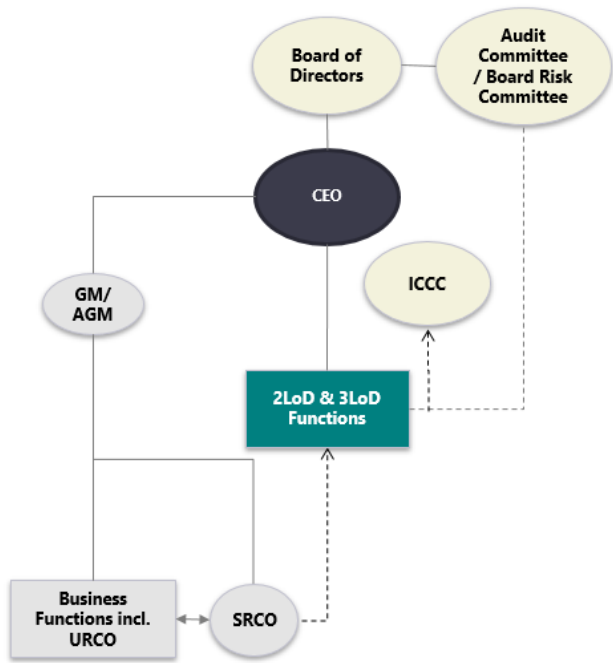 Board of
Directors
Audit
Committee
/ Board Risk
Committee
CEO
ICCC
GM/
AGM
2LoD & 3LoD
Functions
Business
Functions incl.
URCO
SRCO